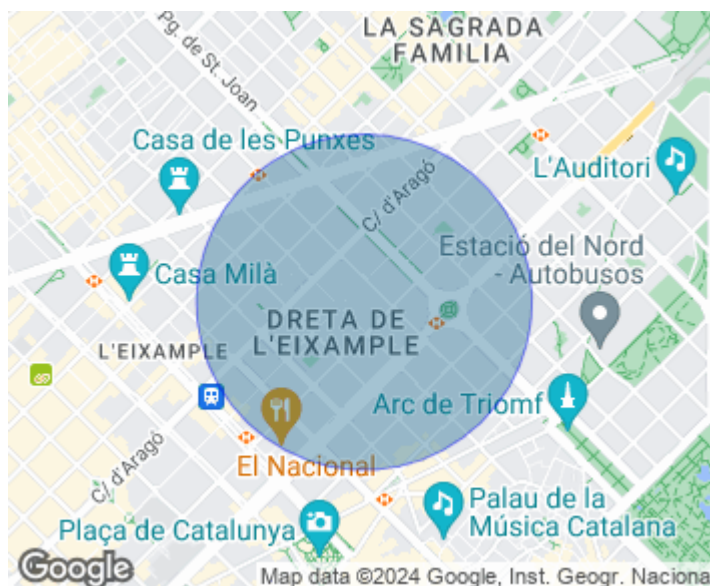 LA SAGRADA
FAMILIA
Pg. de St. Joan
Casa de les Punxes
C/ d'Aragó
L'Auditori
Estació del Nord
- Autobusos
Casa Milà
DRETA DE
L'EIXAMPLE
L'EIXAMPLE
Arc de Triomf
El Nacional
C/ d'Aragó
Palau de la
Música Catalana
Plaça de Catalunya
Google
Map data ©2024 Google, Inst. Geogr. Naciona